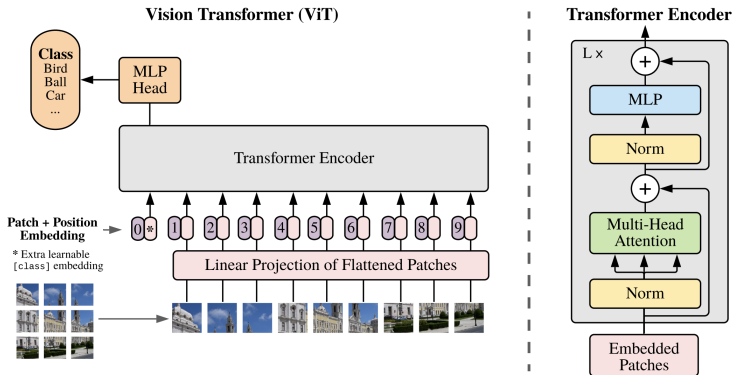 Vision Transformer (ViT)
Class
Bird
Ball
Car
...
MLP
Head
Transformer Encoder
0 * 1 2 3 4 5 6 7 8 9
Patch + Position
Embedding
* Extra learnable
[class] embedding
Linear Projection of Flattened Patches
Transformer Encoder
L x
+
MLP
Norm
+
Multi-Head
Attention
Norm
Embedded
Patches